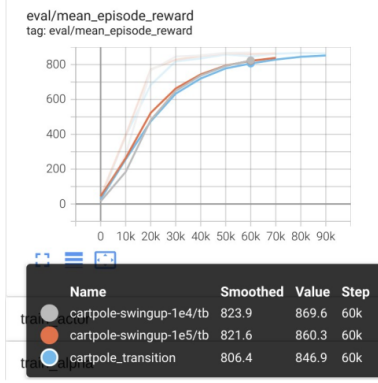 eval/mean_episode_reward
tag: eval/mean_episode_reward
800
600
400
200
0
0 10k 20k 30k 40k 50k 60k 70k 80k 90k
Name Smoothed Value Step
cartpole-swingup-1e4/tb 823.9 869.6 60k
cartpole-swingup-1e5/tb 821.6 860.3 60k
cartpole_transition 806.4 846.9 60k